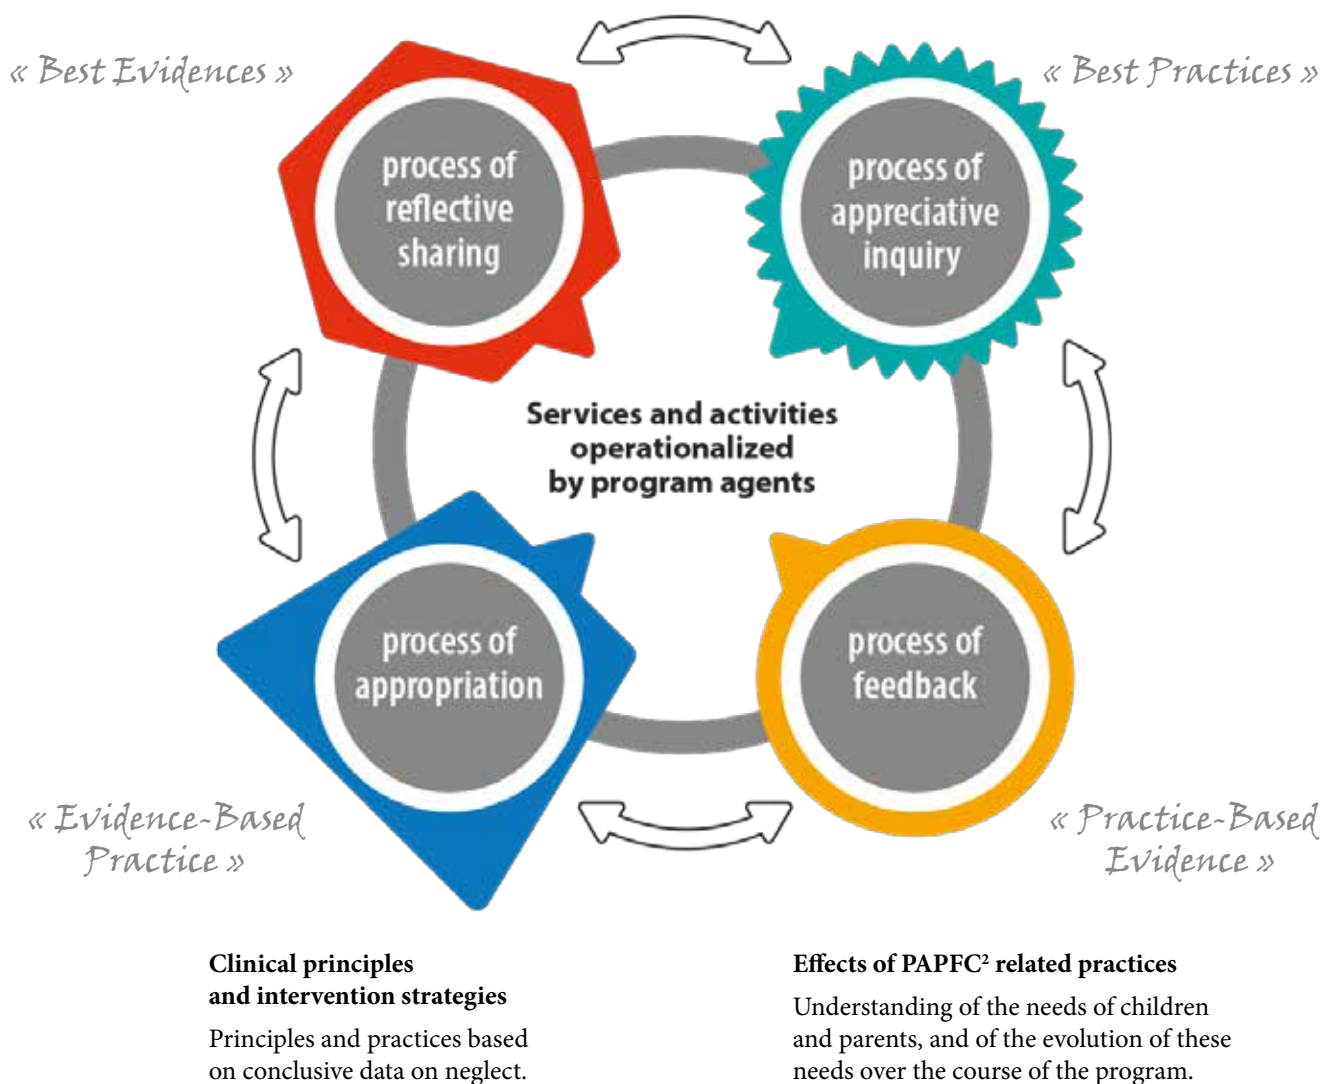 « Best Evidences »
« Best Practices »
process of
reflective
sharing
process of
appreciative
inquiry
Services and activities
operationalized
by program agents
process of
appropriation
process of
feedback
« Evidence-Based
Practice »
« Practice-Based
Evidence »
Clinical principles
and intervention strategies
Principles and practices based
on conclusive data on neglect.
Effects of PAPFC² related practices
Understanding of the needs of children
and parents, and of the evolution of these
needs over the course of the program.